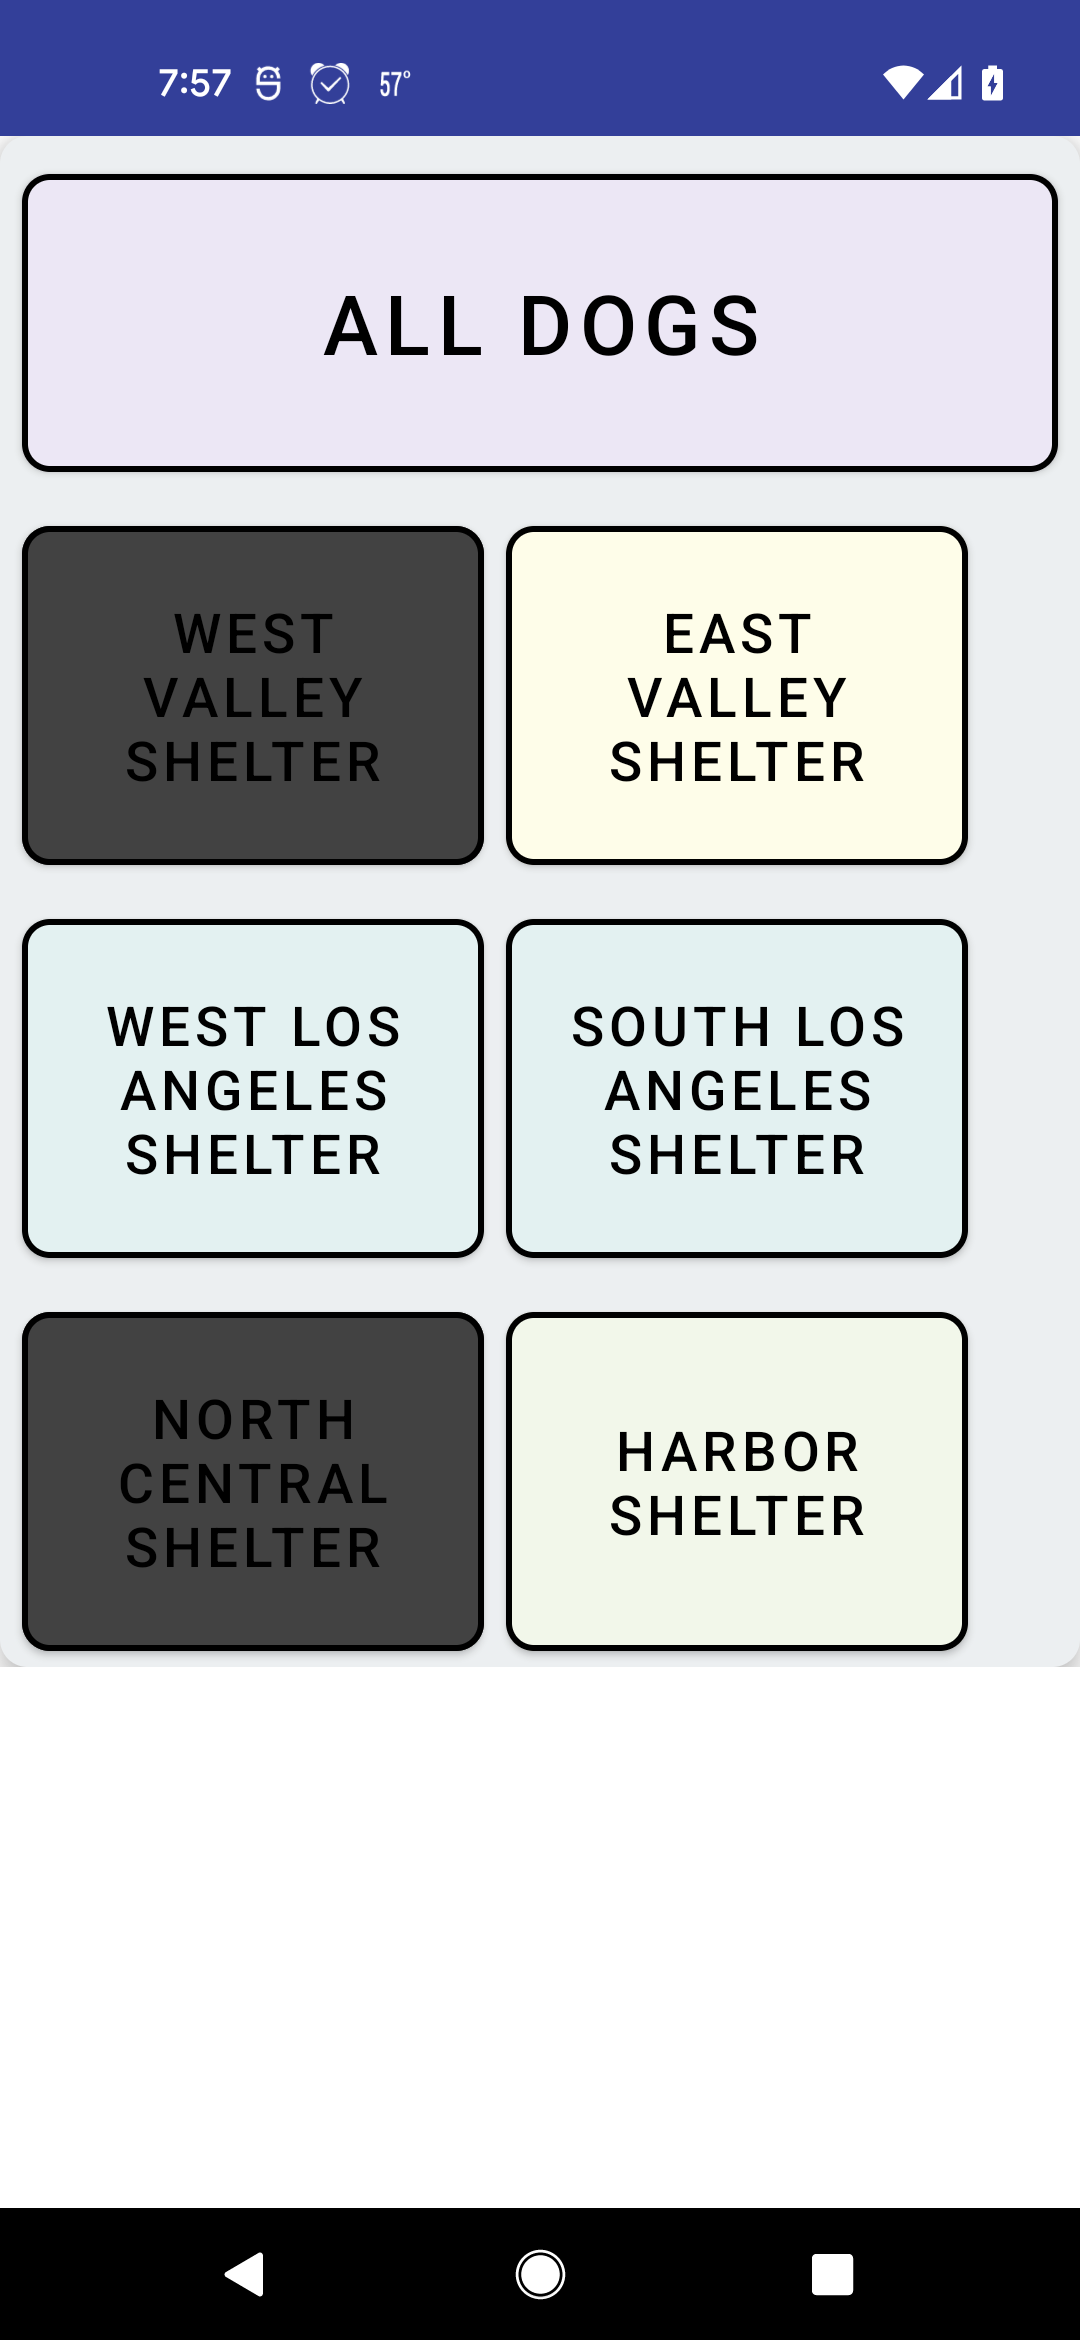 7:57 57°
ALL DOGS
WEST
VALLEY
SHELTER
EAST
VALLEY
SHELTER
WEST LOS
ANGELES
SHELTER
SOUTH LOS
ANGELES
SHELTER
NORTH
CENTRAL
SHELTER
HARBOR
SHELTER